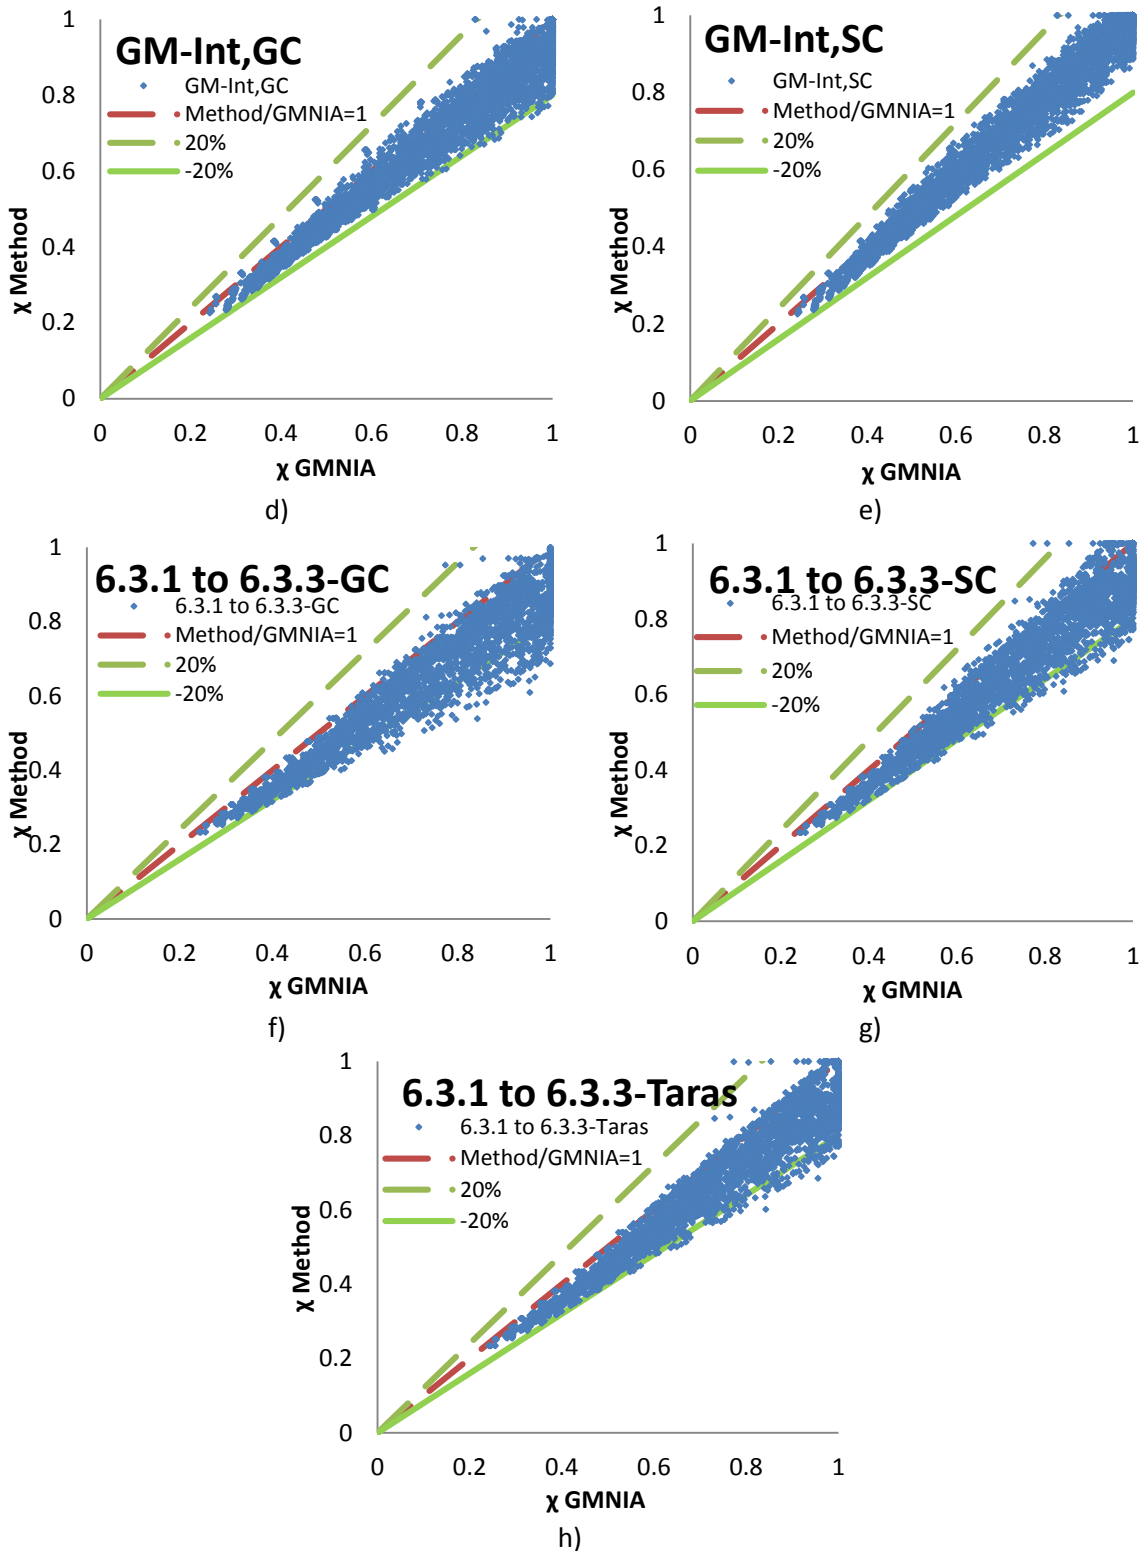 GM-Int,GC
GM-Int,GC
Method/GMNIA=1
20%
-20%
1
0.8
0.6
0.4
0.2
0
χ Method
0
0.2
0.4
0.6
0.8
1
χ GMNIA
d)
GM-Int,SC
GM-Int,SC
Method/GMNIA=1
20%
-20%
1
0.8
0.6
0.4
0.2
0
χ Method
0
0.2
0.4
0.6
0.8
1
χ GMNIA
e)
6.3.1 to 6.3.3-GC
6.3.1 to 6.3.3-GC
Method/GMNIA=1
20%
-20%
1
0.8
0.6
0.4
0.2
0
χ Method
0
0.2
0.4
0.6
0.8
1
χ GMNIA
f)
6.3.1 to 6.3.3-SC
6.3.1 to 6.3.3-SC
Method/GMNIA=1
20%
-20%
1
0.8
0.6
0.4
0.2
0
χ Method
0
0.2
0.4
0.6
0.8
1
χ GMNIA
g)
6.3.1 to 6.3.3-Taras
6.3.1 to 6.3.3-Taras
Method/GMNIA=1
20%
-20%
1
0.8
0.6
0.4
0.2
0
χ Method
0
0.2
0.4
0.6
0.8
1
χ GMNIA
h)